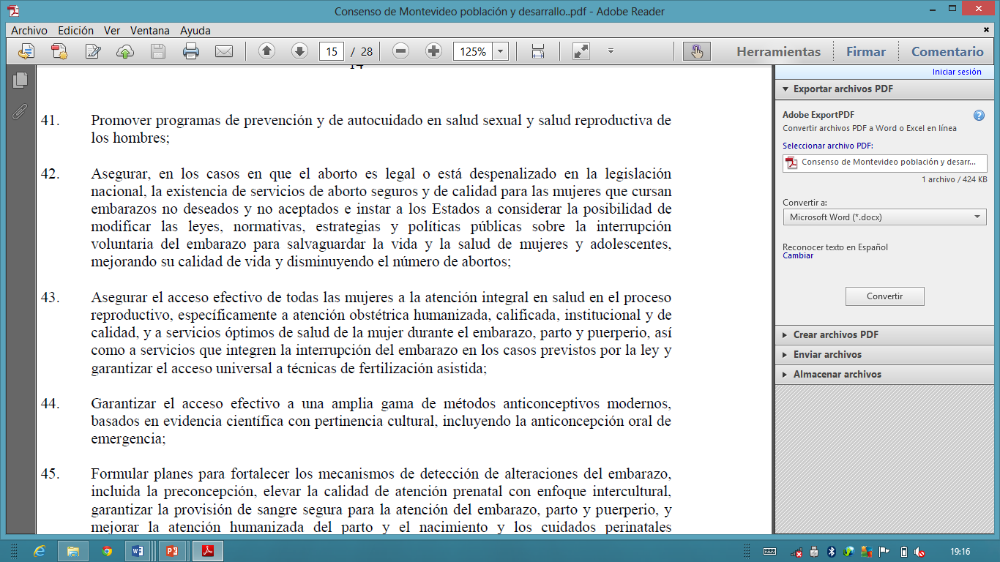 Consenso de Montevideo población y desarrallo..pdf - Adobe Reader
Archivo Edición Ver Ventana Ayuda
15 / 28 125% Herramientas Firmar Comentario
Iniciar sesión
14
41. Promover programas de prevención y de autocuidado en salud sexual y salud reproductiva de
los hombres;
42. Asegurar, en los casos en que el aborto es legal o está despenalizado en la legislación
nacional, la existencia de servicios de aborto seguros y de calidad para las mujeres que cursan
embarazos no deseados y no aceptados e instar a los Estados a considerar la posibilidad de
modificar las leyes, normativas, estrategias y políticas públicas sobre la interrupción
voluntaria del embarazo para salvaguardar la vida y la salud de mujeres y adolescentes,
mejorando su calidad de vida y disminuyendo el número de abortos;
43. Asegurar el acceso efectivo de todas las mujeres a la atención integral en salud en el proceso
reproductivo, específicamente a atención obstétrica humanizada, calificada, institucional y de
calidad, y a servicios óptimos de salud de la mujer durante el embarazo, parto y puerperio, así
como a servicios que integren la interrupción del embarazo en los casos previstos por la ley y
garantizar el acceso universal a técnicas de fertilización asistida;
44. Garantizar el acceso efectivo a una amplia gama de métodos anticonceptivos modernos,
basados en evidencia científica con pertinencia cultural, incluyendo la anticoncepción oral de
emergencia;
45. Formular planes para fortalecer los mecanismos de detección de alteraciones del embarazo,
incluida la preconcepción, elevar la calidad de atención prenatal con enfoque intercultural,
garantizar la provisión de sangre segura para la atención del embarazo, parto y puerperio, y
mejorar la atención humanizada del parto y el nacimiento y los cuidados perinatales
Exportar archivos PDF
Adobe ExportPDF
Convertir archivos PDF a Word o Excel en línea
Seleccionar archivo PDF:
Consenso de Montevideo población y desarr...
1 archivo / 424 KB
Convertir a:
Microsoft Word (*.docx)
Reconocer texto en Español
Cambiar
Convertir
Crear archivos PDF
Enviar archivos
Almacenar archivos
19:16